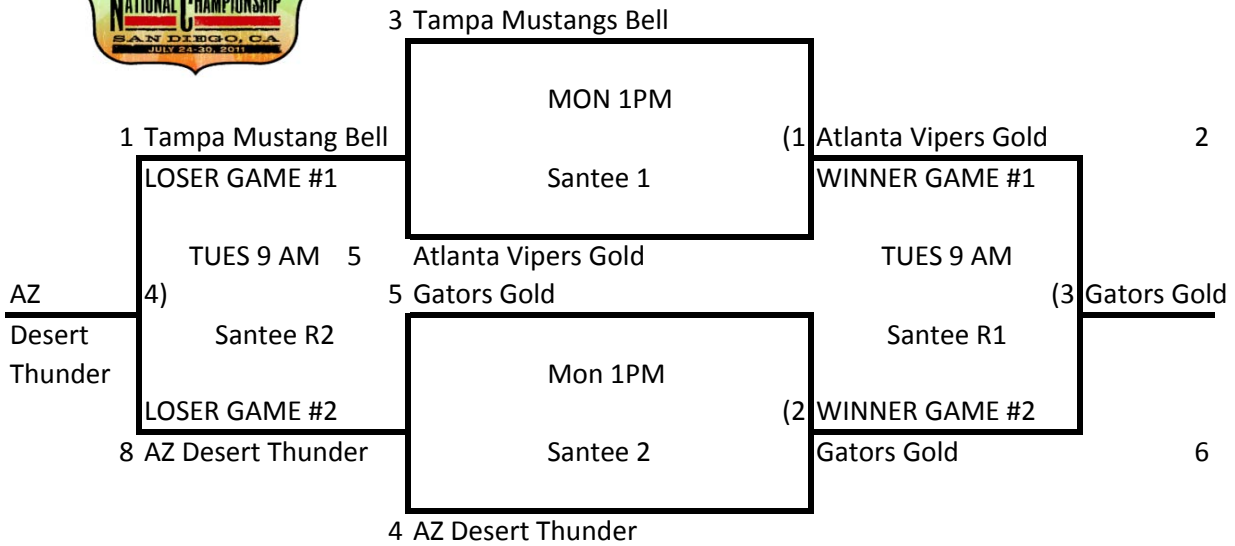 NATIONAL CHAMPIONSHIP
SAN DIEGO, CA
JULY 24-30, 2011
3 Tampa Mustangs Bell
MON 1PM
1 Tampa Mustang Bell (1 Atlanta Vipers Gold 2
LOSER GAME #1 Santee 1 WINNER GAME #1
TUES 9 AM 5 Atlanta Vipers Gold TUES 9 AM
AZ 4) 5 Gators Gold (3 Gators Gold
Desert Santee R2 Santee R1
Thunder Mon 1PM
LOSER GAME #2 (2 WINNER GAME #2
8 AZ Desert Thunder Santee 2 Gators Gold 6
4 AZ Desert Thunder